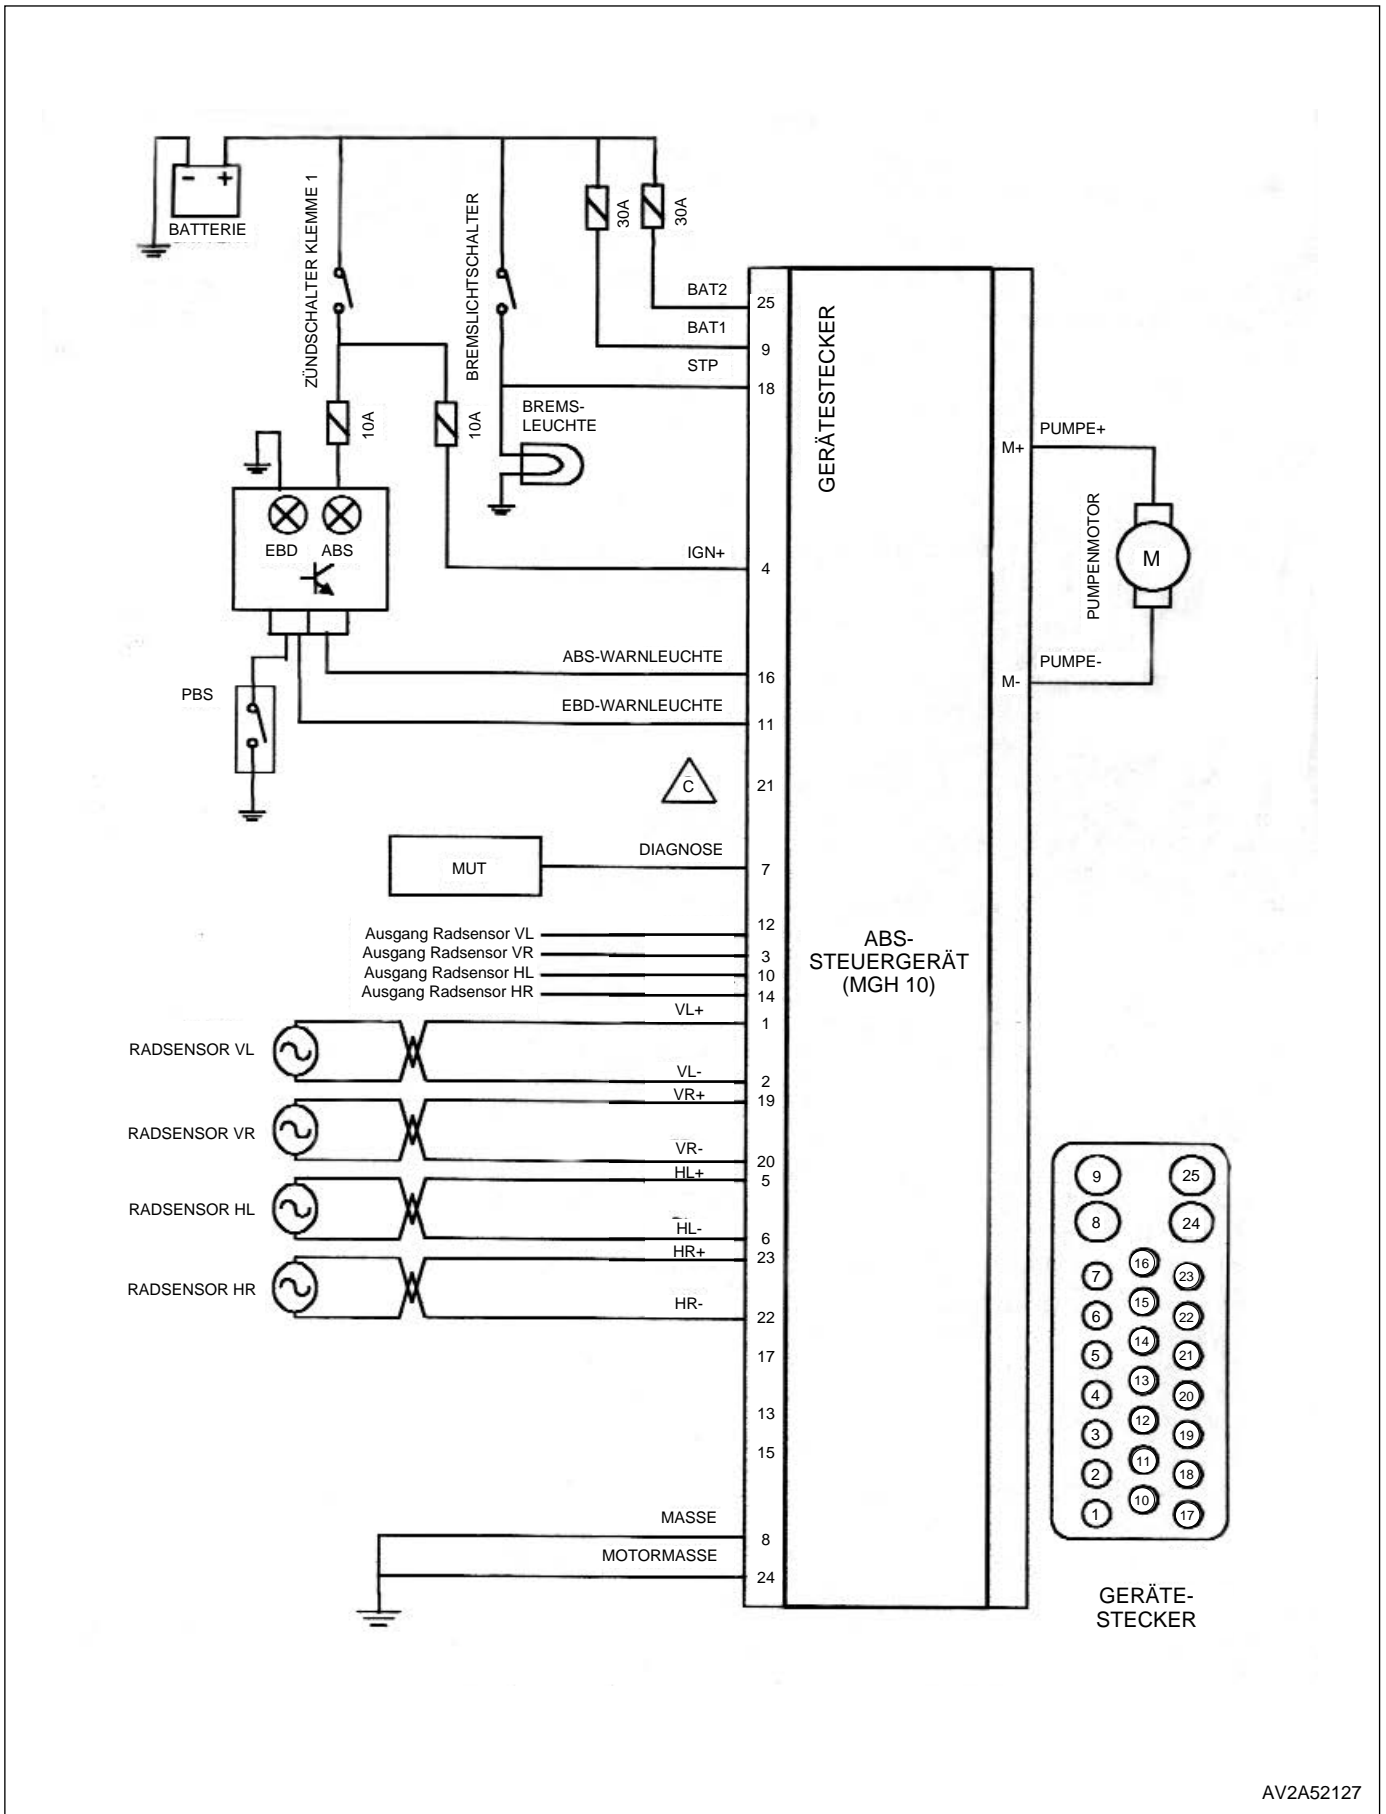 - +
BATTERIE
ZÜNDSCHALTER KLEMME 1
BREMSLICHTSCHALTER
30A
30A
BAT2
25
BAT1
9
STP
18
10A
10A
BREMS-
LEUCHTE
GERÄTESTECKER
M+
PUMPE+
EBD ABS
IGN+
4
PUMPENMOTOR
M
ABS-WARNLEUCHTE
16
M-
PUMPE-
PBS
EBD-WARNLEUCHTE
11
C
21
MUT
DIAGNOSE
7
12
Ausgang Radsensor VL
Ausgang Radsensor VR
3
Ausgang Radsensor HL
10
Ausgang Radsensor HR
14
ABS-
STEUERGERÄT
(MGH 10)
VL+
1
RADSENSOR VL
VL-
2
VR+
19
RADSENSOR VR
VR-
20
HL+
5
RADSENSOR HL
HL-
6
HR+
23
RADSENSOR HR
HR-
22
17
13
15
MASSE
8
MOTORMASSE
24
9 25
8 24
16
7 23
15
6 22
14
5 21
13
4 20
12
3 19
11
2 18
10
1 17
GERÄTE-
STECKER
AV2A52127